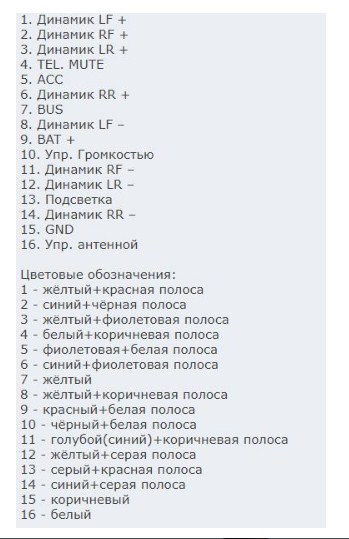 1. Динамик LF +
2. Динамик RF +
3. Динамик LR +
4. TEL. MUTE
5. ACC
6. Динамик RR +
7. BUS
8. Динамик LF –
9. BAT +
10. Упр. Громкостью
11. Динамик RF –
12. Динамик LR –
13. Подсветка
14. Динамик RR –
15. GND
16. Упр. антенной
Цветовые обозначения:
1 - жёлтый+красная полоса
2 - синий+чёрная полоса
3 - жёлтый+фиолетовая полоса
4 - белый+коричневая полоса
5 - фиолетовая+белая полоса
6 - синий+фиолетовая полоса
7 - жёлтый
8 - жёлтый+коричневая полоса
9 - красный+белая полоса
10 - чёрный+белая полоса
11 - голубой(синий)+коричневая полоса
12 - жёлтый+серая полоса
13 - серый+красная полоса
14 - синий+серая полоса
15 - коричневый
16 - белый